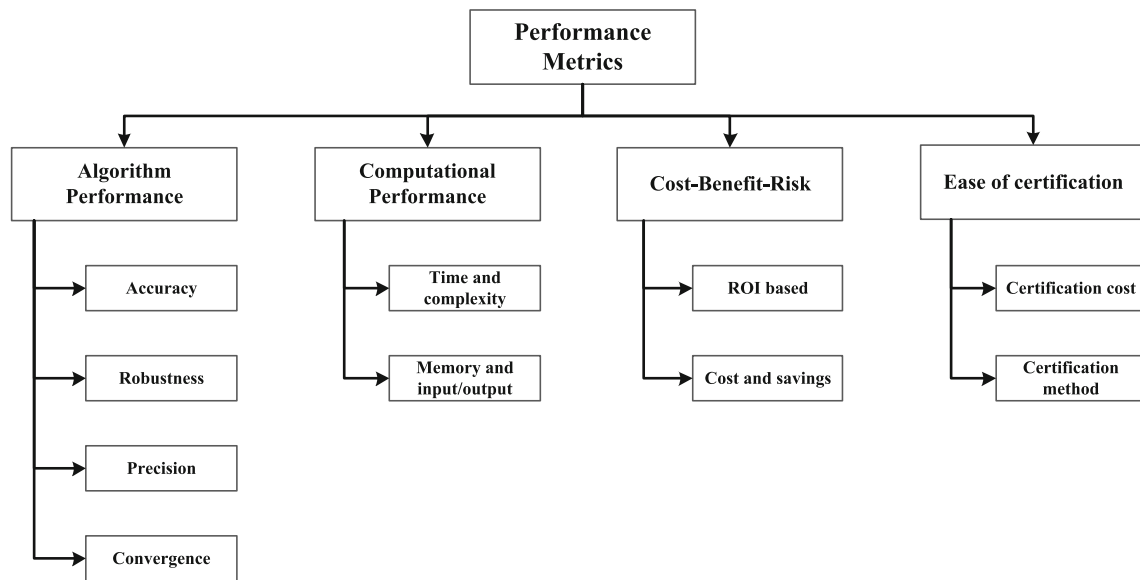 Performance
Metrics
Algorithm
Performance
Computational
Performance
Cost-Benefit-Risk
Ease of certification
Accuracy
Time and
complexity
ROI based
Certification cost
Robustness
Memory and
input/output
Cost and savings
Certification
method
Precision
Convergence